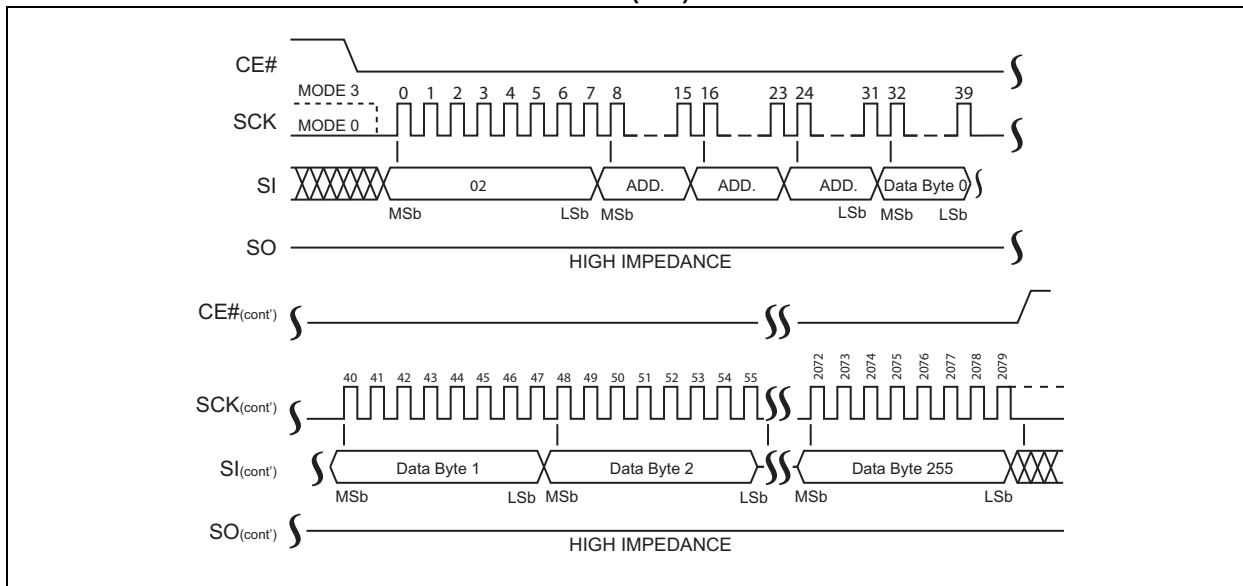 CE#
MODE 3
0 1 2 3 4 5 6 7 8 15 16 23 24 31 32 39
SCK
MODE 0
SI
02 ADD. ADD. ADD. Data Byte 0
MSb LSb MSb LSb MSb LSb
SO
HIGH IMPEDANCE
CE#(cont')
40 41 42 43 44 45 46 47 48 49 50 51 52 53 54 55 2072 2073 2074 2075 2076 2077 2078 2079
SCK(cont')
SI(cont')
Data Byte 1 Data Byte 2 Data Byte 255
MSb LSb MSb LSb MSb LSb
SO(cont')
HIGH IMPEDANCE